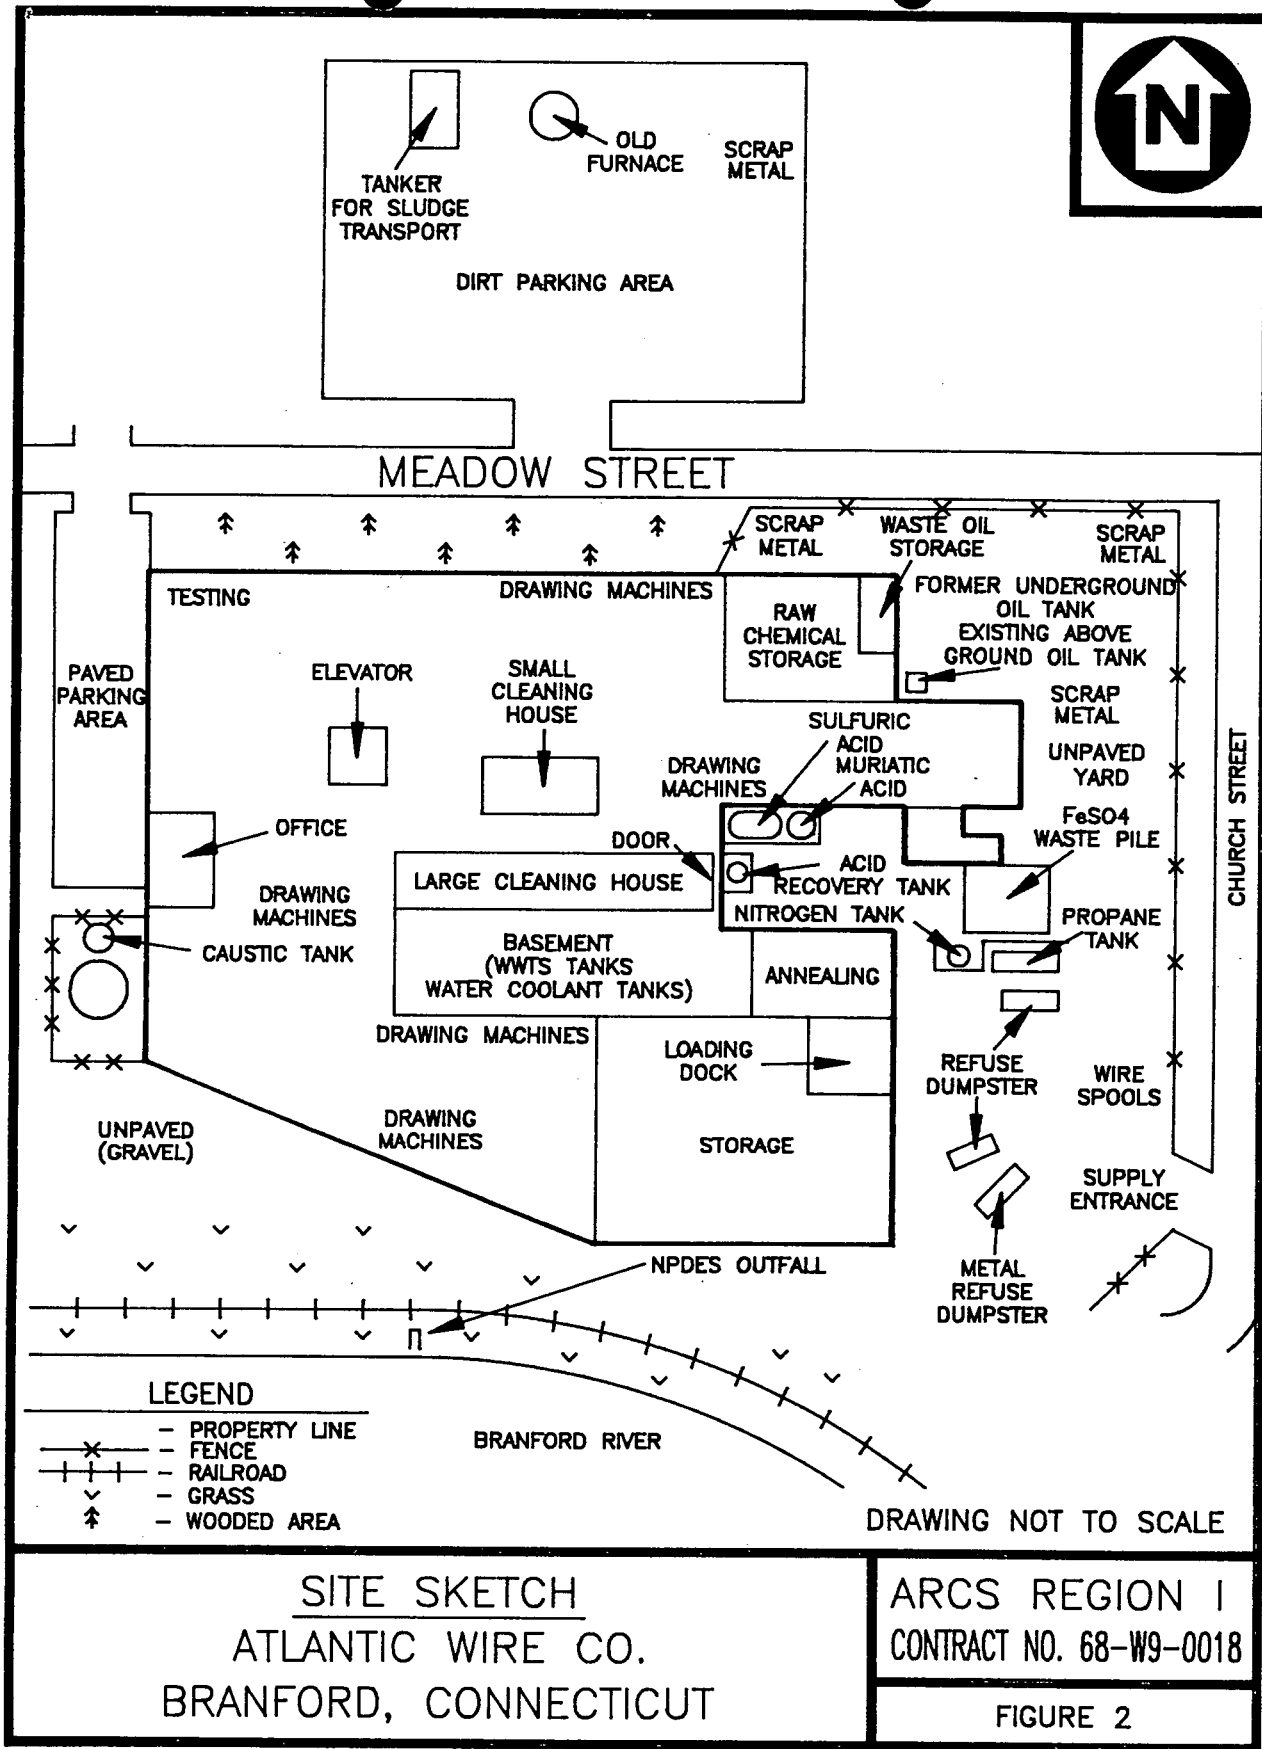 N
OLD
FURNACE
SCRAP
METAL
TANKER
FOR SLUDGE
TRANSPORT
DIRT PARKING AREA
MEADOW STREET
SCRAP
METAL
WASTE OIL
STORAGE
SCRAP
METAL
TESTING
DRAWING MACHINES
RAW
CHEMICAL
STORAGE
FORMER UNDERGROUND
OIL TANK
EXISTING ABOVE
GROUND OIL TANK
PAVED
PARKING
AREA
ELEVATOR
SMALL
CLEANING
HOUSE
SCRAP
METAL
SULFURIC
ACID
MURIATIC
ACID
UNPAVED
YARD
DRAWING
MACHINES
CHURCH STREET
FeSO4
WASTE PILE
OFFICE
DOOR
ACID
RECOVERY TANK
LARGE CLEANING HOUSE
DRAWING
MACHINES
NITROGEN TANK
PROPANE
TANK
CAUSTIC TANK
BASEMENT
(WWTS TANKS
WATER COOLANT TANKS)
ANNEALING
DRAWING MACHINES
LOADING
DOCK
REFUSE
DUMPSTER
WIRE
SPOOLS
UNPAVED
(GRAVEL)
DRAWING
MACHINES
STORAGE
SUPPLY
ENTRANCE
NPDES OUTFALL
METAL
REFUSE
DUMPSTER
LEGEND
- PROPERTY LINE
- FENCE
- RAILROAD
- GRASS
- WOODED AREA
BRANFORD RIVER
DRAWING NOT TO SCALE
SITE SKETCH
ATLANTIC WIRE CO.
BRANFORD, CONNECTICUT
ARCS REGION I
CONTRACT NO. 68-W9-0018
FIGURE 2